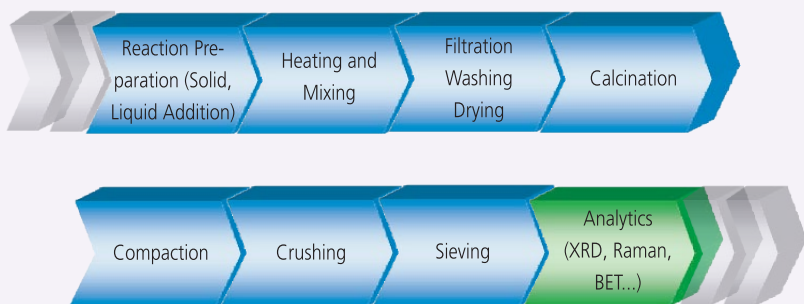 Reaction Pre-
paration (Solid,
Liquid Addition)
Heating and
Mixing
Filtration
Washing
Drying
Calcination
Compaction
Crushing
Sieving
Analytics
(XRD, Raman,
BET...)